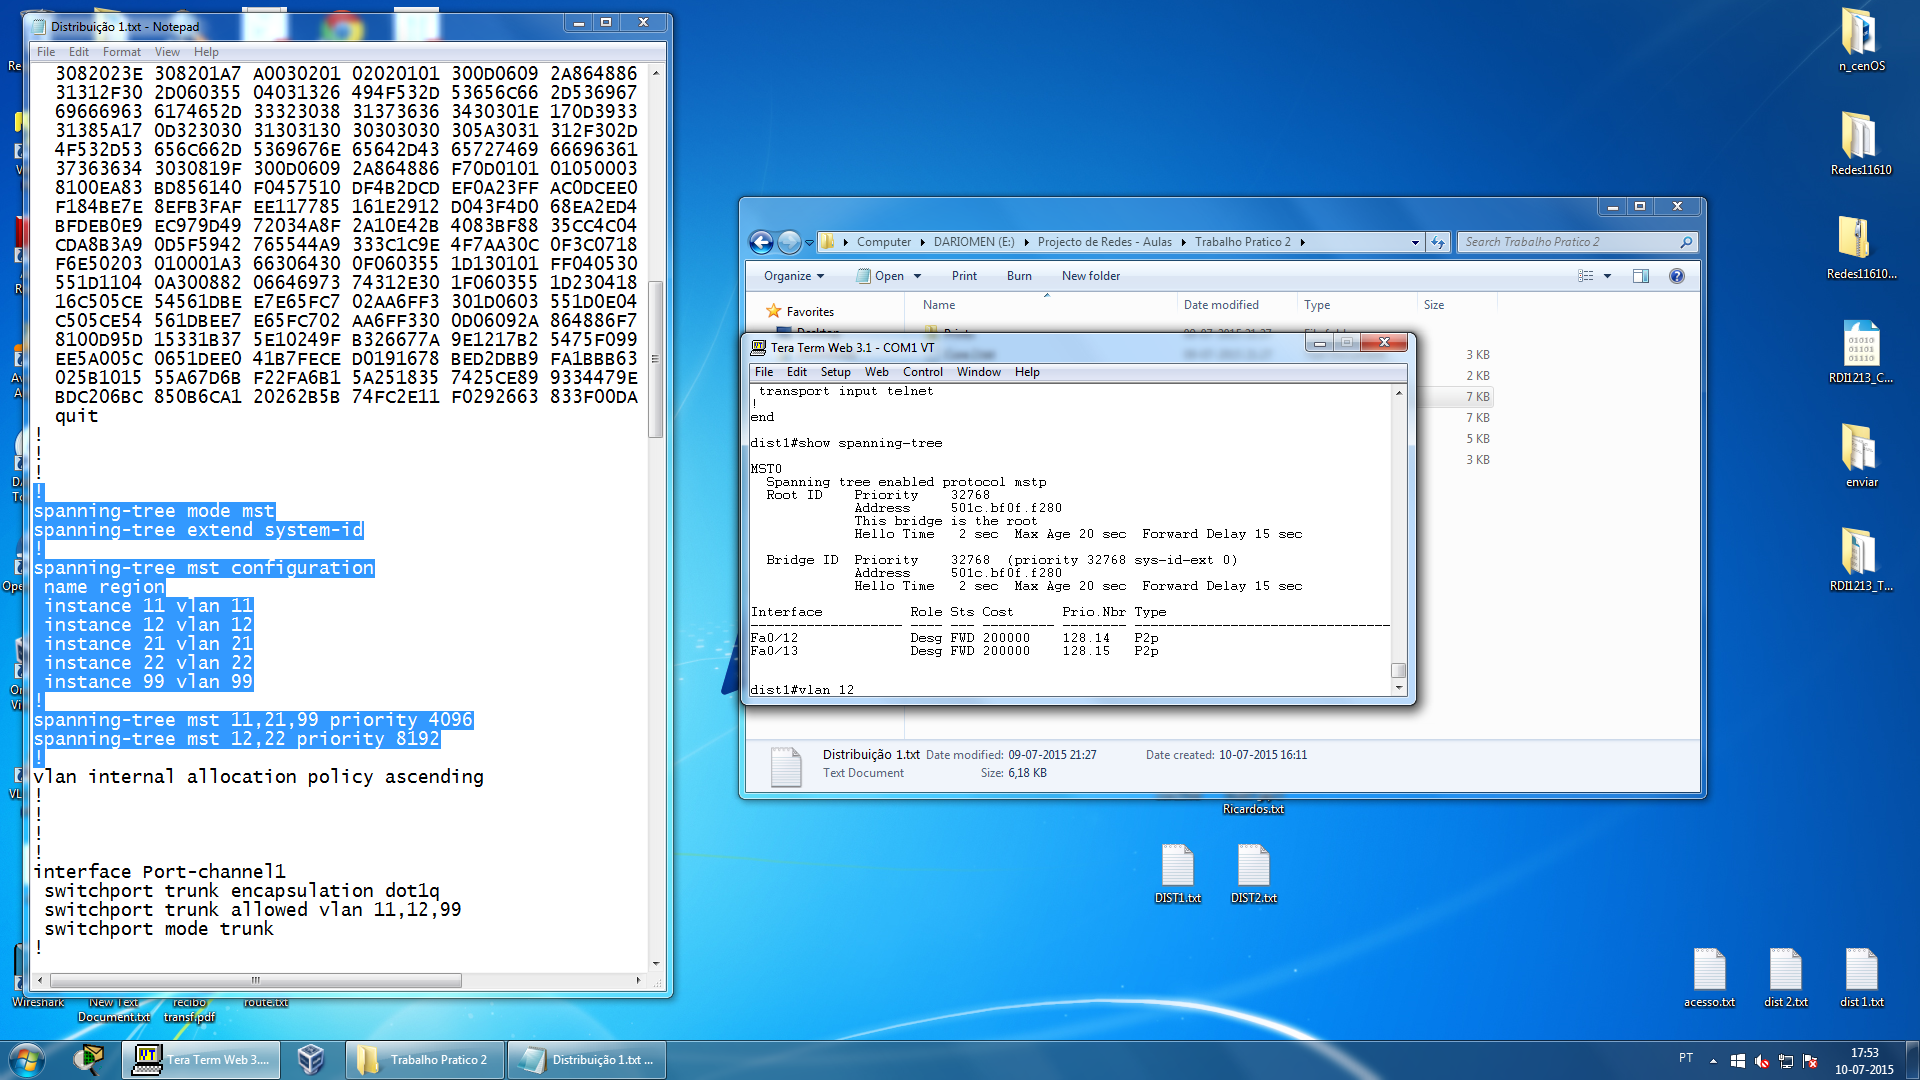 Distribuição 1.txt - Notepad
File Edit Format View Help
3082023E 308201A7 A0030201 02020101 300D0609 2A864886
31312F30 2D060355 04031326 494F532D 53656C66 2D536967
69666963 6174652D 33323038 31373636 3430301E 170D3933
31385A17 0D323030 31303130 30303030 305A3031 312F302D
4F532D53 656C662D 5369676E 65642D43 65727469 66696361
37363634 3030819F 300D0609 2A864886 F70D0101 01050003
8100EA83 BD856140 F0457510 DF4B2DCD EF0A23FF AC0DCEE0
F184BE7E 8EFB3FAF EE117785 161E2912 D043F4D0 68EA2ED4
BFDEB0E9 EC979D49 72034A8F 2A10E42B 4083BF88 35CC4C04
CDA8B3A9 0D5F5942 765544A9 333C1C9E 4F7AA30C 0F3C0718
F6E50203 010001A3 66306430 0F060355 1D130101 FF040530
551D1104 0A300882 06646973 74312E30 1F060355 1D230418
16C505CE 54561DBE E7E65FC7 02AA6FF3 301D0603 551D0E04
C505CE54 561DBEE7 E65FC702 AA6FF330 0D06092A 864886F7
8100D95D 15331B37 5E10249F B326677A 9E1217B2 5475F099
EE5A005C 0651DEE0 41B7FECE D0191678 BED2DBB9 FA1BBB63
025B1015 55A67D6B F22FA6B1 5A251835 7425CE89 9334479E
BDC206BC 850B6CA1 20262B5B 74FC2E11 F0292663 833F00DA
quit
!
!
!
!
spanning-tree mode mst
spanning-tree extend system-id
!
spanning-tree mst configuration
name region
instance 11 vlan 11
instance 12 vlan 12
instance 21 vlan 21
instance 22 vlan 22
instance 99 vlan 99
!
spanning-tree mst 11,21,99 priority 4096
spanning-tree mst 12,22 priority 8192
!
vlan internal allocation policy ascending
!
!
!
!
interface Port-channel1
switchport trunk encapsulation dot1q
switchport trunk allowed vlan 11,12,99
switchport mode trunk
!
Computer DARIOMEN (E:) Projecto de Redes - Aulas Trabalho Pratico 2
Search Trabalho Pratico 2
Organize Open Print Burn New folder
Favorites
Name Date modified Type Size
3 KB
2 KB
7 KB
7 KB
5 KB
3 KB
Distribuição 1.txt Date modified: 09-07-2015 21:27 Date created: 10-07-2015 16:11
Text Document Size: 6,18 KB
Tera Term Web 3.1 - COM1 VT
File Edit Setup Web Control Window Help
transport input telnet
!
end
dist1#show spanning-tree
MST0
Spanning tree enabled protocol mstp
Root ID Priority 32768
Address 501c.bf0f.f280
This bridge is the root
Hello Time 2 sec Max Age 20 sec Forward Delay 15 sec
Bridge ID Priority 32768 (priority 32768 sys-id-ext 0)
Address 501c.bf0f.f280
Hello Time 2 sec Max Age 20 sec Forward Delay 15 sec
Interface Role Sts Cost Prio.Nbr Type
------------------- ---- --- --------- -------- --------------------------------
Fa0/12 Desg FWD 200000 128.14 P2p
Fa0/13 Desg FWD 200000 128.15 P2p
dist1#vlan 12
n_cenOS
Redes11610
Redes11610...
RDI1213_C...
enviar
RDI1213_T...
Ricardos.txt
DIST1.txt
DIST2.txt
acesso.txt
dist 2.txt
dist 1.txt
Wireshark
New Text Document.txt
recibo transf.pdf
route.txt
Tera Term Web 3....
Trabalho Pratico 2
Distribuição 1.txt ...
PT
17:53
10-07-2015